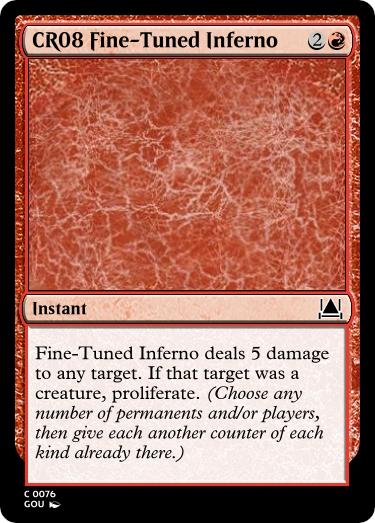 CR08 Fine-Tuned Inferno 2
Instant
Fine-Tuned Inferno deals 5 damage
to any target. If that target was a
creature, proliferate. (Choose any
number of permanents and/or players,
then give each another counter of each
kind already there.)
C 0076
GOU